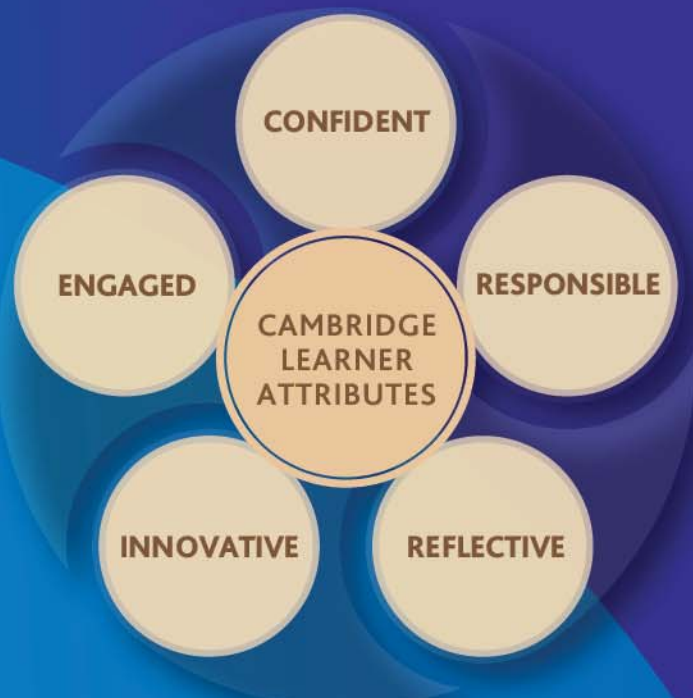 CONFIDENT
ENGAGED
RESPONSIBLE
CAMBRIDGE
LEARNER
ATTRIBUTES
INNOVATIVE
REFLECTIVE